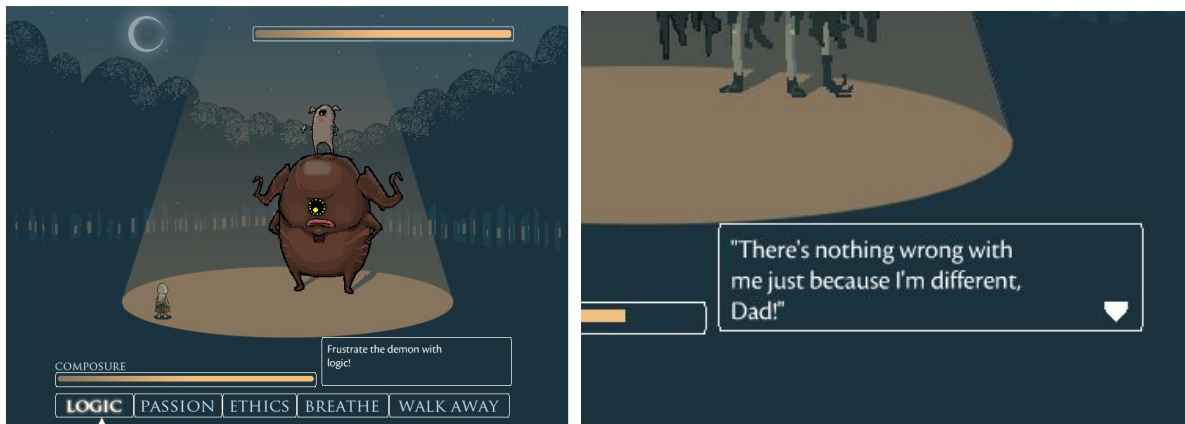 Frustrate the demon with
logic!
COMPOSURE
LOGIC PASSION ETHICS BREATHE WALK AWAY
"There's nothing wrong with
me just because I'm different,
Dad!"